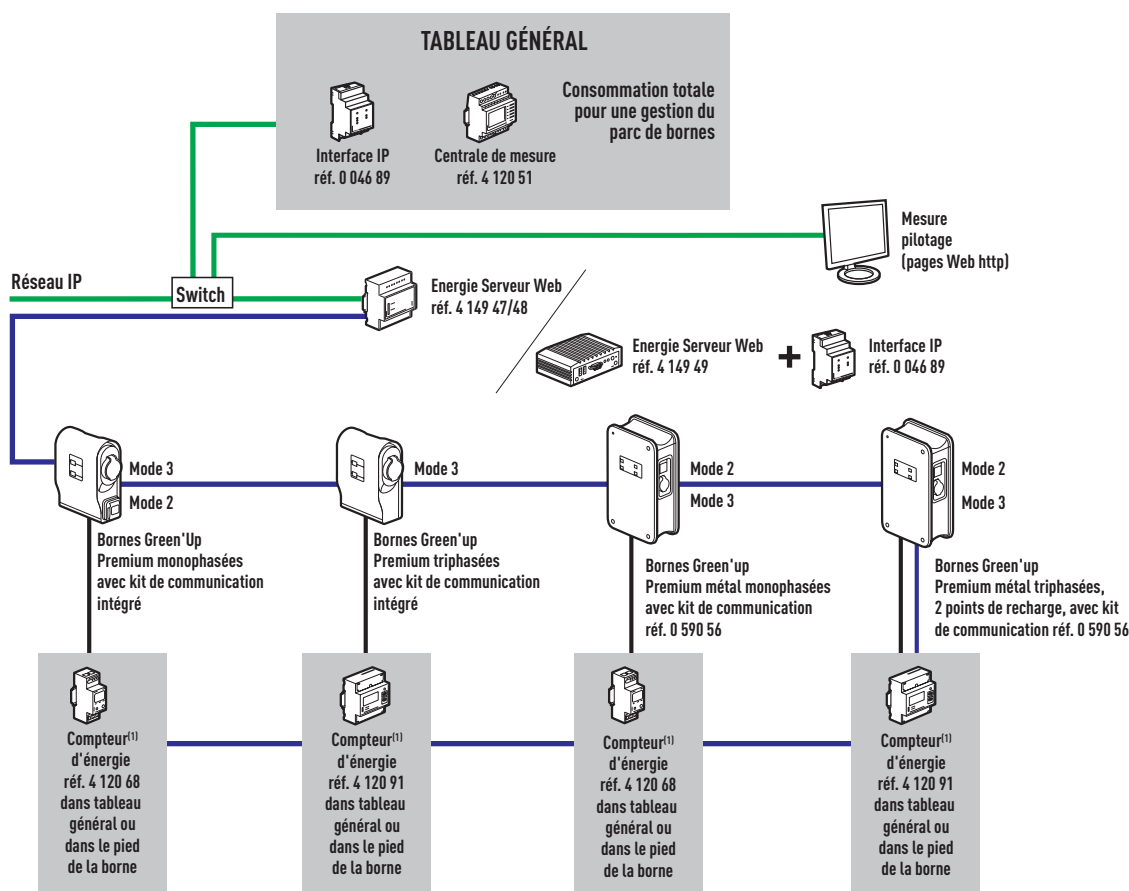 TABLEAU GÉNÉRAL
Consommation totale
pour une gestion du
parc de bornes
Interface IP
réf. 0 046 89
Centrale de mesure
réf. 4 120 51
Mesure
pilotage
(pages Web http)
Réseau IP
Switch
Energie Serveur Web
réf. 4 149 47/48
Energie Serveur Web
réf. 4 149 49
+
Interface IP
réf. 0 046 89
Mode 3
Mode 2
Mode 3
Mode 2
Mode 3
Mode 2
Mode 3
Bornes Green'Up
Premium monophasées
avec kit de communication
intégré
Bornes Green'up
Premium triphasées
avec kit de communication
intégré
Bornes Green'up
Premium métal monophasées
avec kit de communication
réf. 0 590 56
Bornes Green'up
Premium métal triphasées,
2 points de recharge, avec kit
de communication réf. 0 590 56
Compteur(1)
d'énergie
réf. 4 120 68
dans tableau
général ou
dans le pied
de la borne
Compteur(1)
d'énergie
réf. 4 120 91
dans tableau
général ou
dans le pied
de la borne
Compteur(1)
d'énergie
réf. 4 120 68
dans tableau
général ou
dans le pied
de la borne
Compteur(1)
d'énergie
réf. 4 120 91
dans tableau
général ou
dans le pied
de la borne